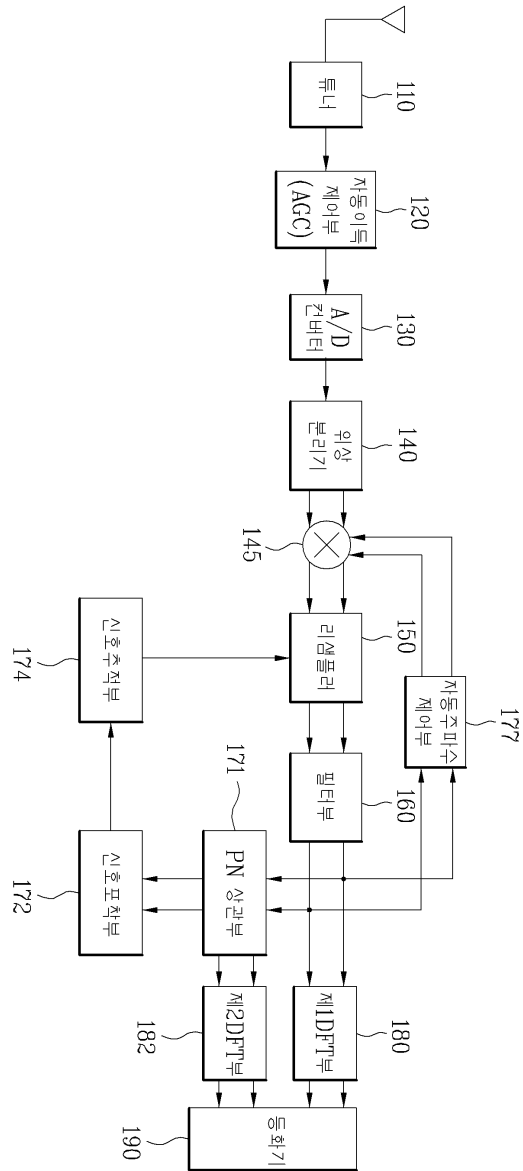 튜너
110
자동이득
제어부
(AGC)
120
A/D
컨버터
130
위상
분리기
140
145
리샘플러
150
자동주파수
제어부
177
필터부
160
신호추적부
174
신호포착부
172
PN 상관부
171
제1DFT부
180
제2DFT부
182
등화기
190